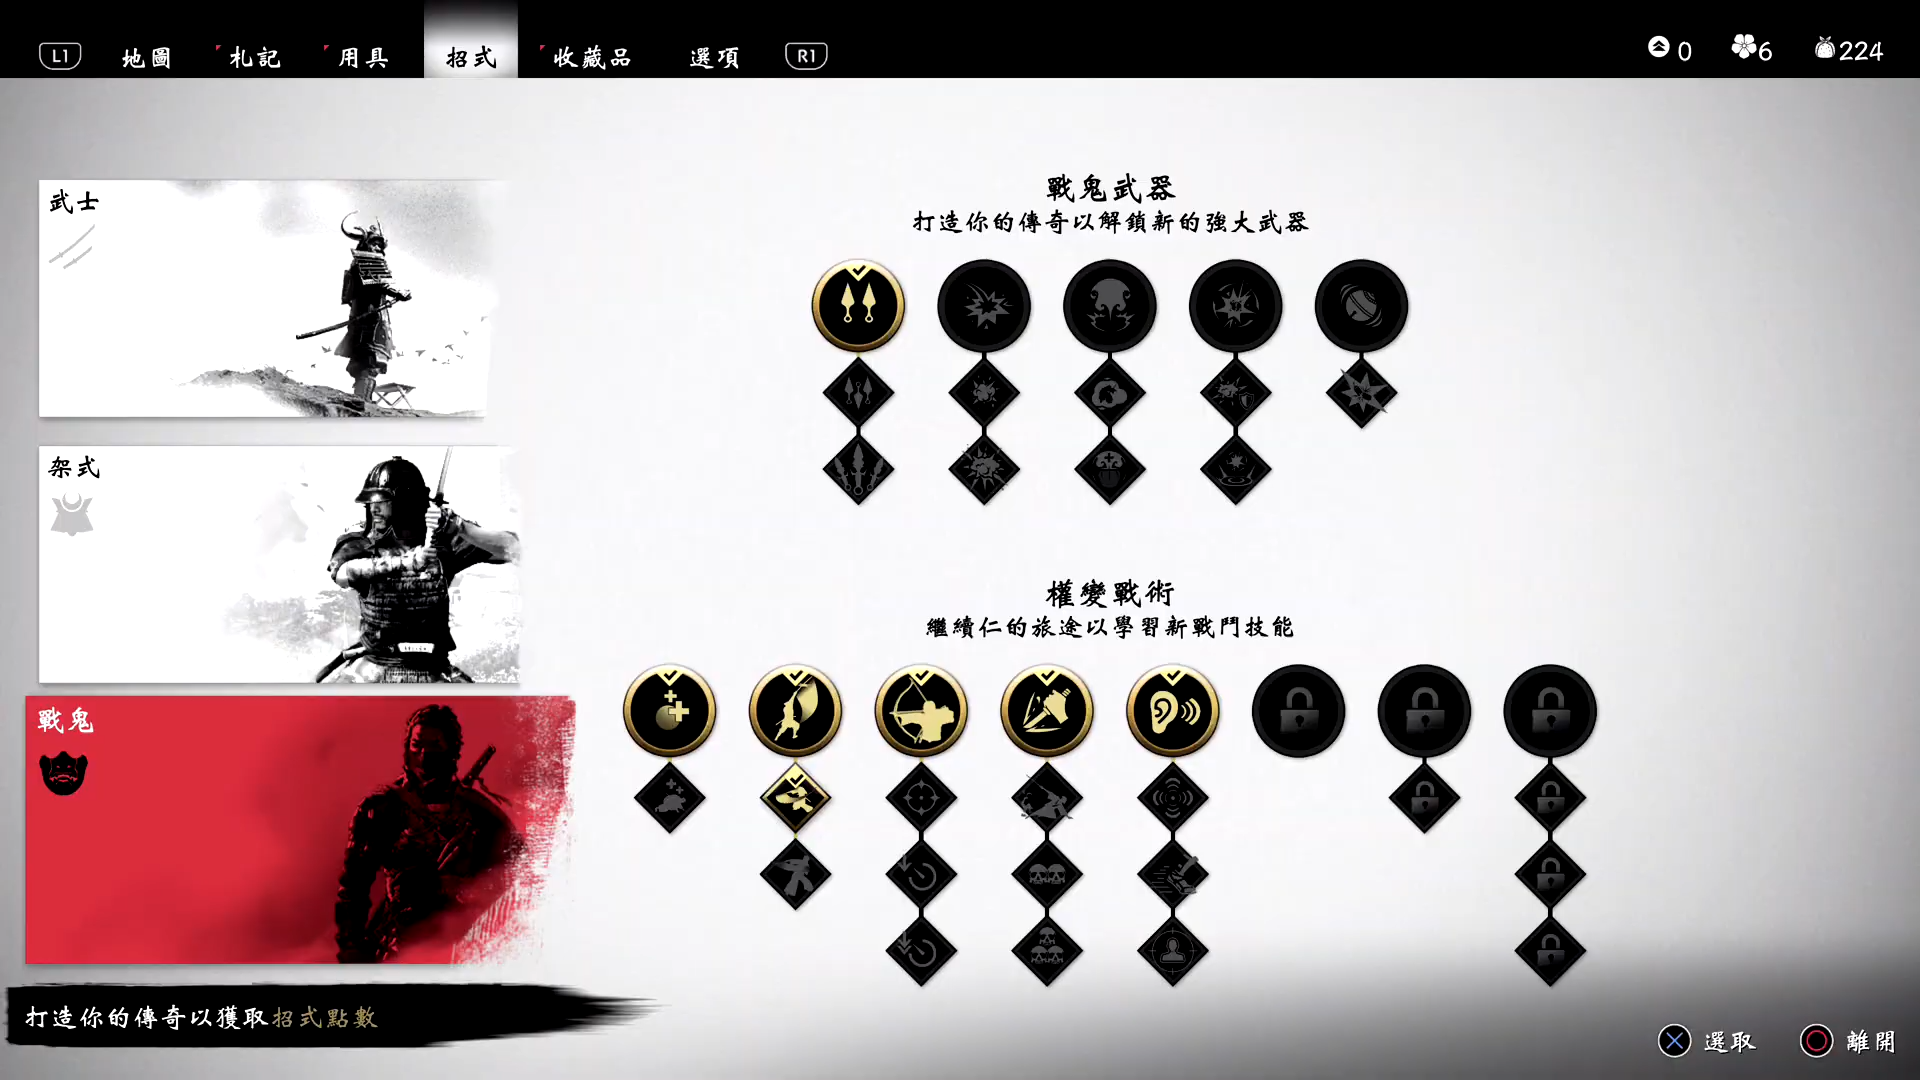 L1 地圖 札記 用具 招式 收藏品 選項 R1
0 6 224
武士
架式
戰鬼
戰鬼武器
打造你的傳奇以解鎖新的強大武器
權變戰術
繼續仁的旅途以學習新戰鬥技能
打造你的傳奇以獲取招式點數
選取 離開